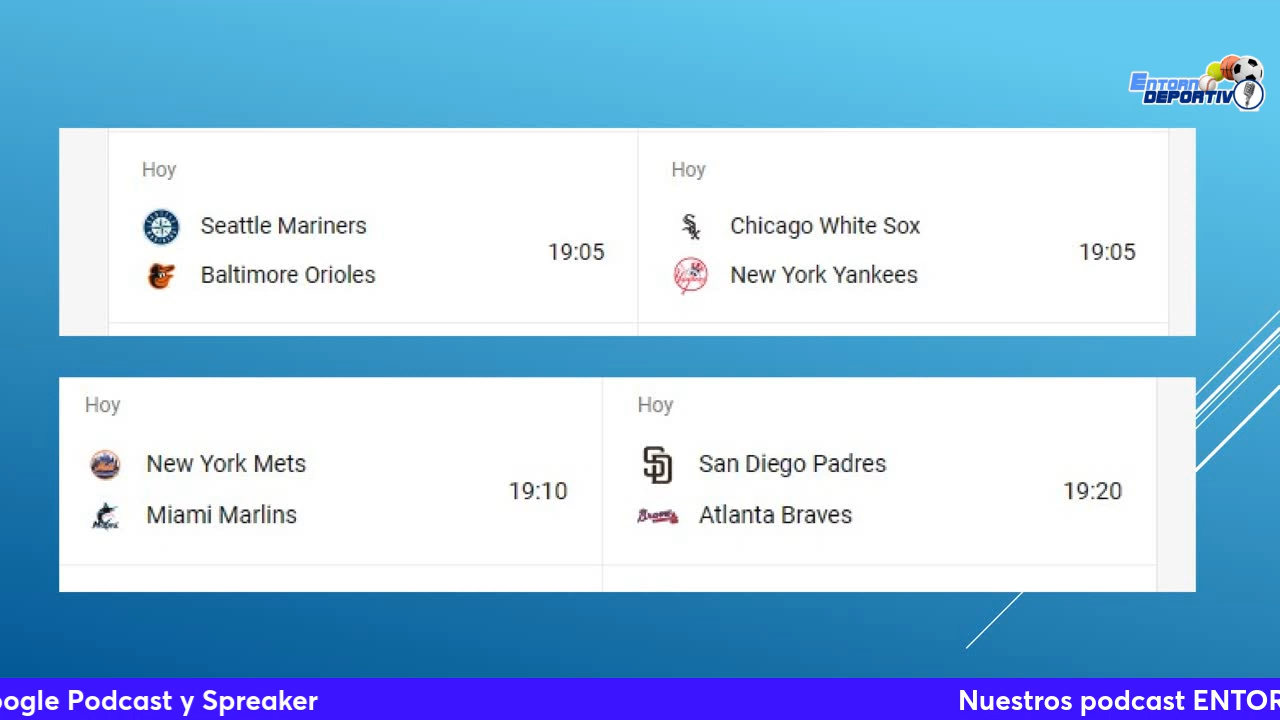 ENTORNO
DEPORTIVO
Hoy
Seattle Mariners
Baltimore Orioles
19:05
Hoy
Chicago White Sox
New York Yankees
19:05
Hoy
New York Mets
Miami Marlins
19:10
Hoy
San Diego Padres
Atlanta Braves
19:20
oogle Podcast y Spreaker
Nuestros podcast ENTOR